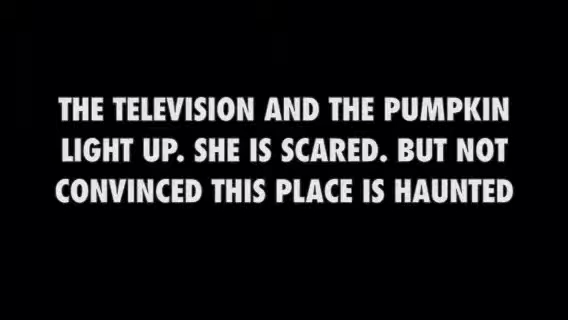 THE TELEVISION AND THE PUMPKIN
LIGHT UP. SHE IS SCARED. BUT NOT
CONVINCED THIS PLACE IS HAUNTED